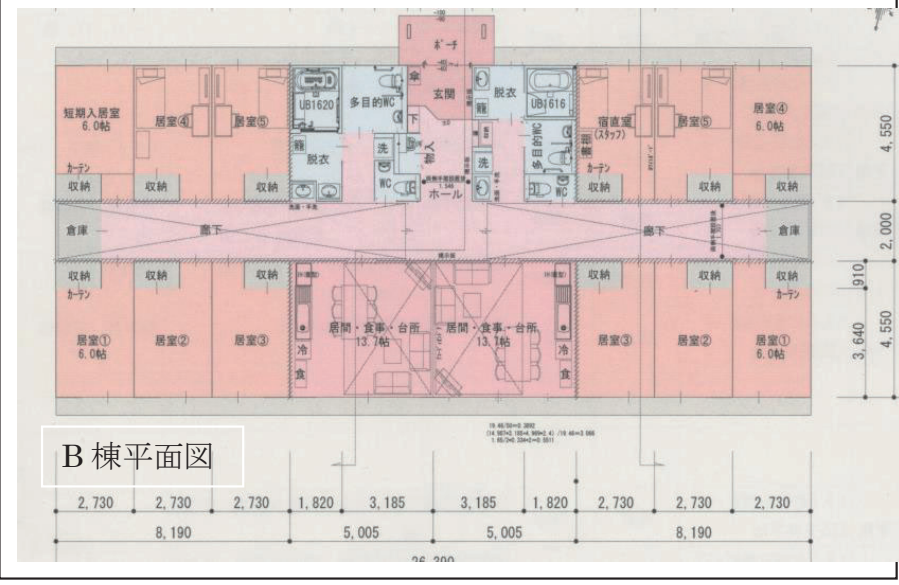 ポーチ
短期入居室
6.0帖
居室④
居室⑤
UB1620
多目的WC
玄関
脱衣
UB1616
宿直室
(スタッフ)
居室⑤
居室④
6.0帖
カーテン
収納
収納
収納
脱衣
洗
WC
下
物入
ホール
洗
多目的WC
WC
カーテン
収納
収納
収納
倉庫
廊下
廊下
倉庫
収納
収納
収納
収納
収納
収納
カーテン
カーテン
居室①
6.0帖
居室②
居室③
居間・食事・台所
13.7帖
居間・食事・台所
13.7帖
居室③
居室②
居室①
6.0帖
冷
食
冷
食
4,550
2,000
910
3,640
4,550
B 棟平面図
2,730
2,730
2,730
1,820
3,185
3,185
1,820
2,730
2,730
2,730
8,190
5,005
5,005
8,190